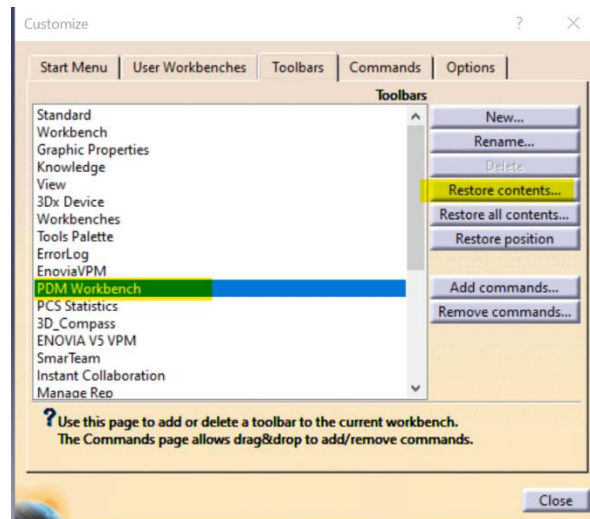 Customize ? ×
Start Menu User Workbenches Toolbars Commands Options
Toolbars
Standard
Workbench
Graphic Properties
Knowledge
View
3Dx Device
Workbenches
Tools Palette
ErrorLog
EnoviaVPM
PDM Workbench
PCS Statistics
3D_Compass
ENOVIA V5 VPM
SmarTeam
Instant Collaboration
Manage Rep
New...
Rename...
Delete
Restore contents...
Restore all contents...
Restore position
Add commands...
Remove commands...
? Use this page to add or delete a toolbar to the current workbench.
The Commands page allows drag&drop to add/remove commands.
Close